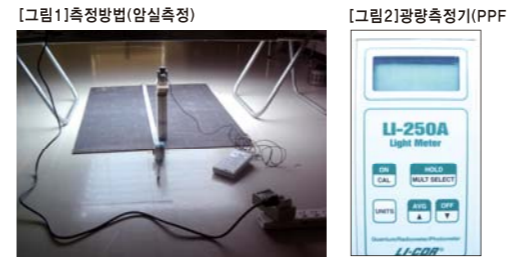 [그림1]측정방법(암실측정)
[그림2]광량측정기(PPF
LI-250A
Light Meter
ON
CAL
HOLD
MULT SELECT
UNITS
AVG
OFF
Quantum/Radiometer/Photometer
LI-COR